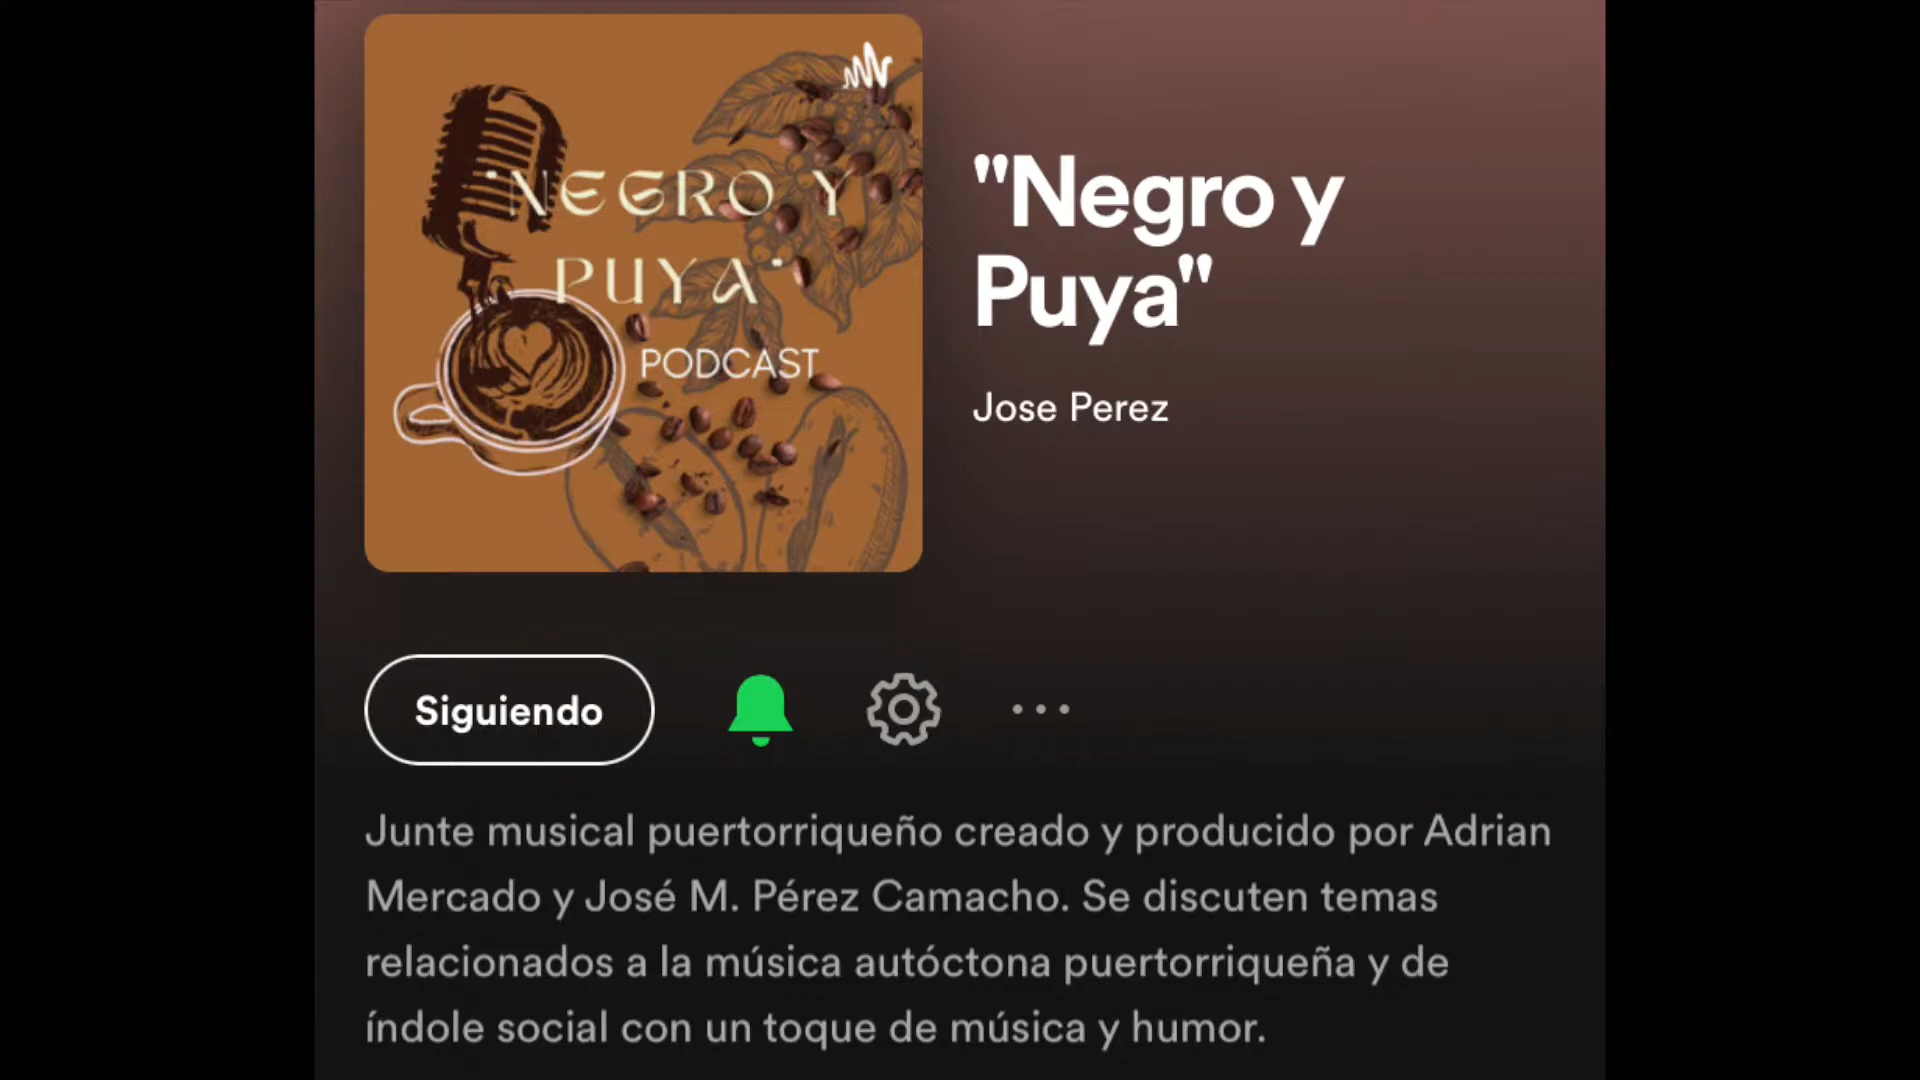 "NEGRO Y
PUYA"
PODCAST
"Negro y
Puya"
Jose Perez
Siguiendo
Junte musical puertorriqueño creado y producido por Adrian
Mercado y José M. Pérez Camacho. Se discuten temas
relacionados a la música autóctona puertorriqueña y de
índole social con un toque de música y humor.